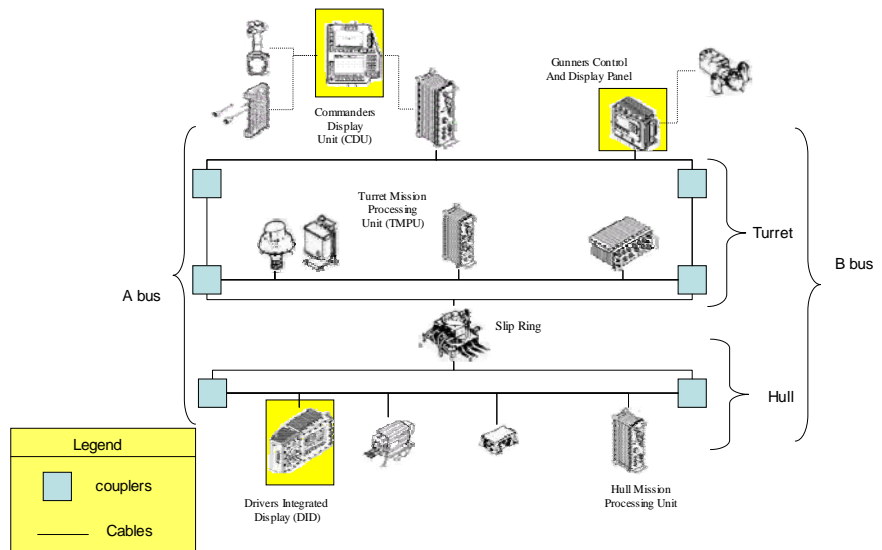 Gunners Control
And Display Panel
Commanders
Display
Unit (CDU)
Turret Mission
Processing
Unit (TMPU)
Turret
B bus
A bus
Slip Ring
Hull
Legend
couplers
Cables
Drivers Integrated
Display (DID)
Hull Mission
Processing Unit